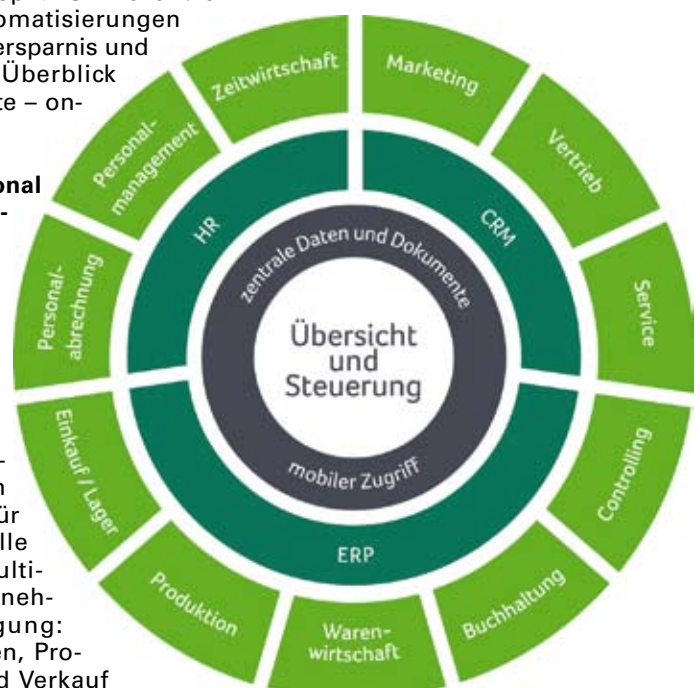 omatisierungen
ersparnis und
Überblick
te – on-
onal
-
-
ür
lle
ulti-
neh-
gung:
en, Pro-
d Verkauf
Zeitwirtschaft
Marketing
Vertrieb
Service
Controlling
Buchhaltung
Waren-
wirtschaft
Produktion
Einkauf / Lager
Personal-
abrechnung
Personal-
management
HR
CRM
ERP
zentrale Daten und Dokumente
Übersicht
und
Steuerung
mobiler Zugriff